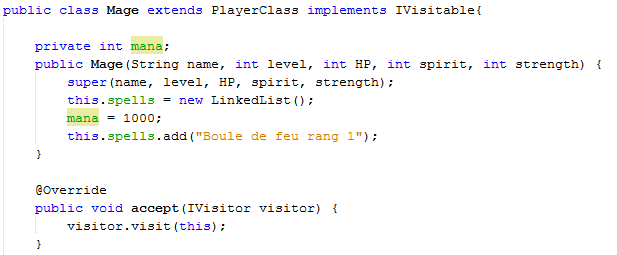 public class Mage extends PlayerClass implements IVisitable{
private int mana;
public Mage(String name, int level, int HP, int spirit, int strength) {
super(name, level, HP, spirit, strength);
this.spells = new LinkedList();
mana = 1000;
this.spells.add("Boule de feu rang 1");
}
@Override
public void accept(IVisitor visitor) {
visitor.visit(this);
}